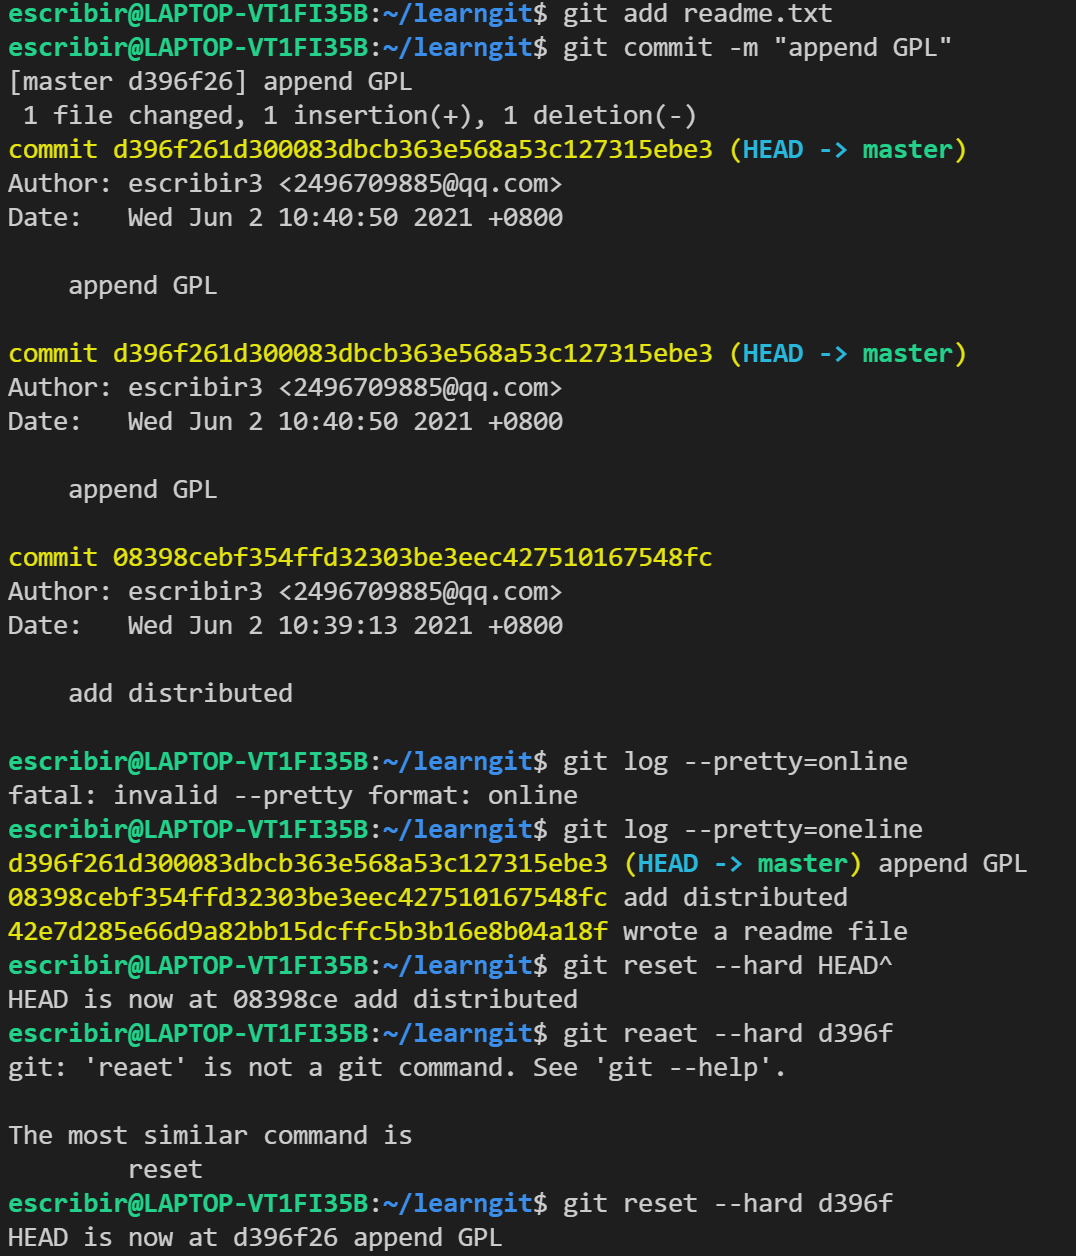 escribir@LAPTOP-VT1FI35B:~/learngit$ git add readme.txt
escribir@LAPTOP-VT1FI35B:~/learngit$ git commit -m "append GPL"
[master d396f26] append GPL
 1 file changed, 1 insertion(+), 1 deletion(-)
commit d396f261d300083dbcb363e568a53c127315ebe3 (HEAD -> master)
Author: escribir3 <2496709885@qq.com>
Date:   Wed Jun 2 10:40:50 2021 +0800
    append GPL
commit d396f261d300083dbcb363e568a53c127315ebe3 (HEAD -> master)
Author: escribir3 <2496709885@qq.com>
Date:   Wed Jun 2 10:40:50 2021 +0800
    append GPL
commit 08398cebf354ffd32303be3eec427510167548fc
Author: escribir3 <2496709885@qq.com>
Date:   Wed Jun 2 10:39:13 2021 +0800
    add distributed
escribir@LAPTOP-VT1FI35B:~/learngit$ git log --pretty=online
fatal: invalid --pretty format: online
escribir@LAPTOP-VT1FI35B:~/learngit$ git log --pretty=oneline
d396f261d300083dbcb363e568a53c127315ebe3 (HEAD -> master) append GPL
08398cebf354ffd32303be3eec427510167548fc add distributed
42e7d285e66d9a82bb15dcffc5b3b16e8b04a18f wrote a readme file
escribir@LAPTOP-VT1FI35B:~/learngit$ git reset --hard HEAD^
HEAD is now at 08398ce add distributed
escribir@LAPTOP-VT1FI35B:~/learngit$ git reaet --hard d396f
git: 'reaet' is not a git command. See 'git --help'.
The most similar command is
        reset
escribir@LAPTOP-VT1FI35B:~/learngit$ git reset --hard d396f
HEAD is now at d396f26 append GPL